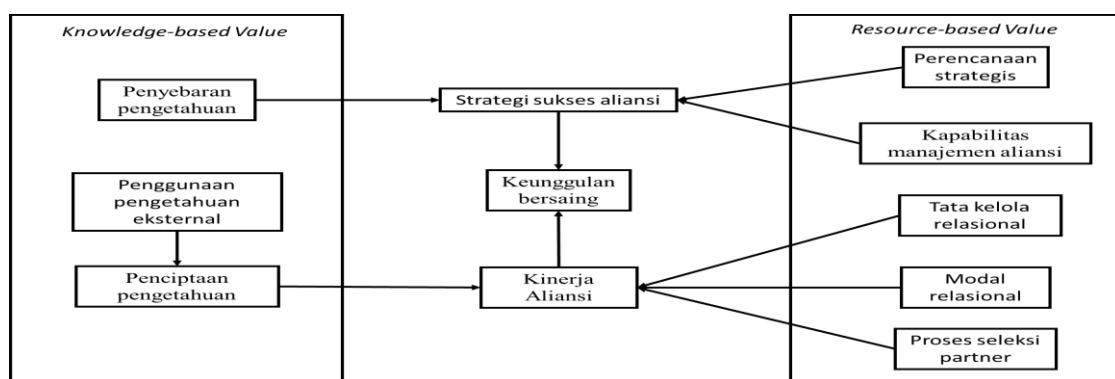 Knowledge-based Value
Penyebaran
pengetahuan
Penggunaan
pengetahuan
eksternal
Penciptaan
pengetahuan
Strategi sukses aliansi
Keunggulan
bersaing
Kinerja
Aliansi
Resource-based Value
Perencanaan
strategis
Kapabilitas
manajemen aliansi
Tata kelola
relasional
Modal
relasional
Proses seleksi
partner